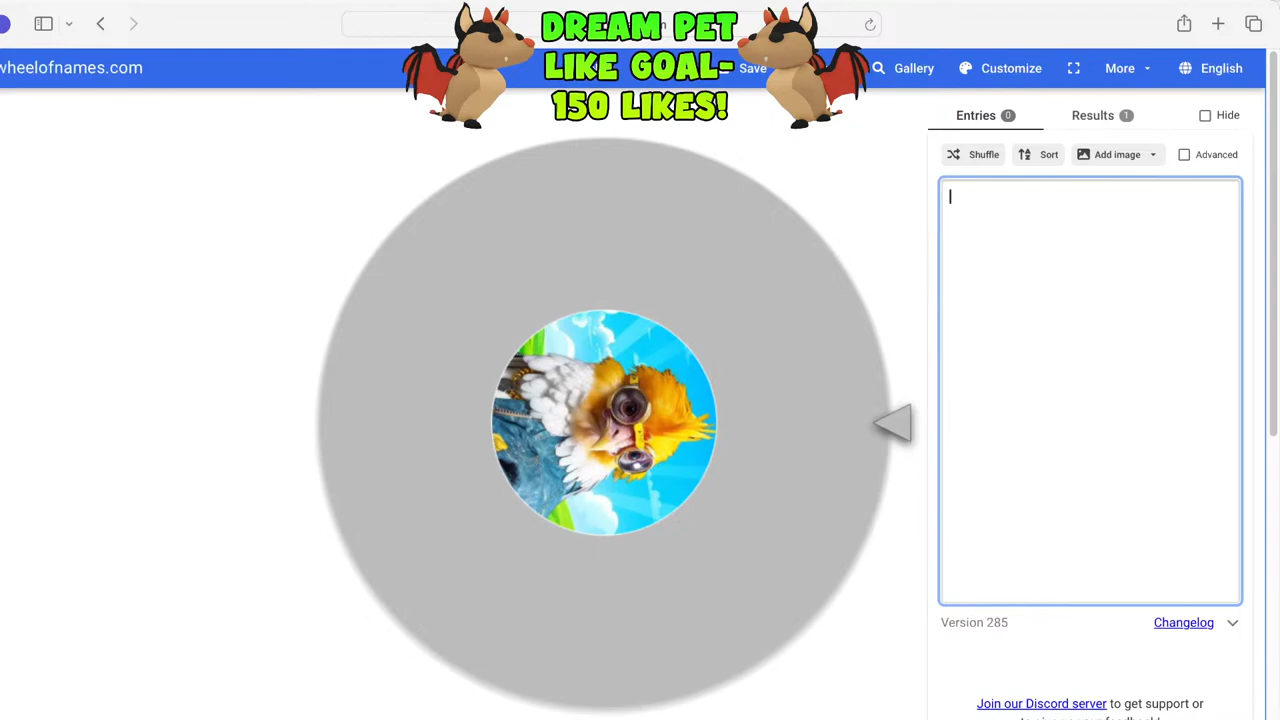 DREAM PET
LIKE GOAL-
150 LIKES!
wheelofnames.com
Save
Gallery
Customize
More
English
Entries 0
Results 1
Hide
Shuffle
Sort
Add image
Advanced
Version 285
Changelog
Join our Discord server to get support or